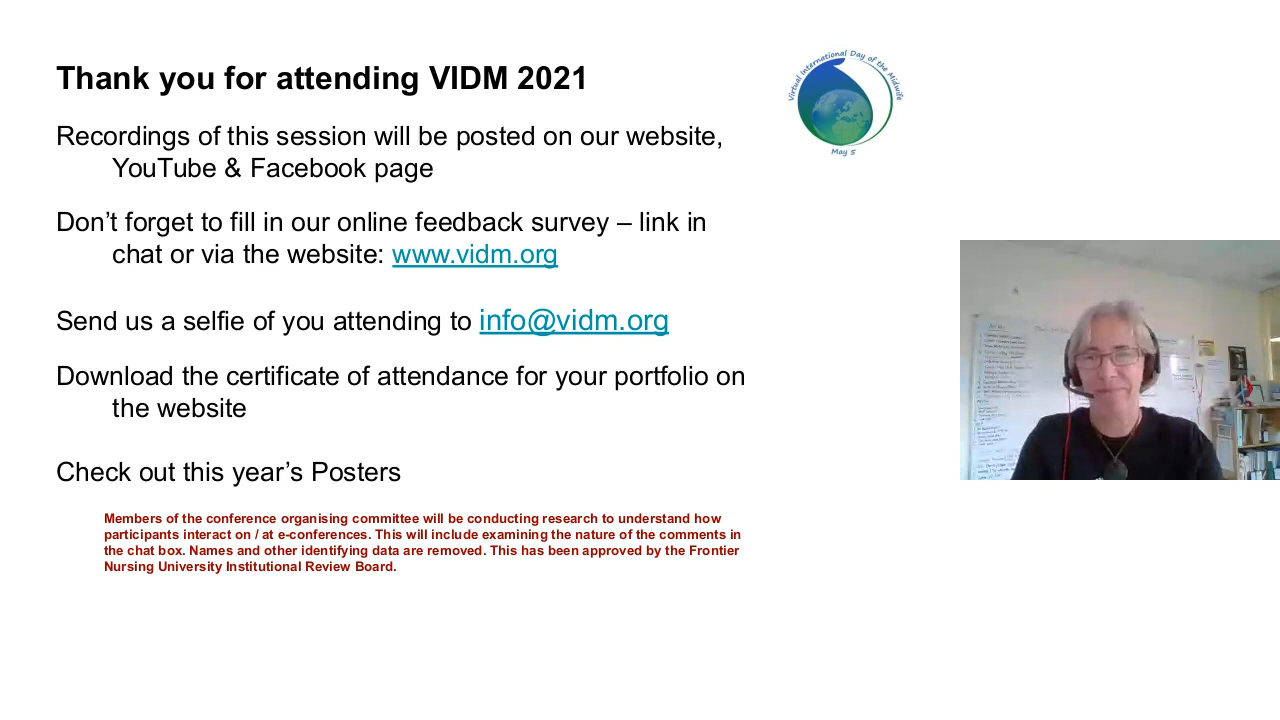 Thank you for attending VIDM 2021
Virtual International Day of the Midwife
May 5
Recordings of this session will be posted on our website,
YouTube & Facebook page
Don’t forget to fill in our online feedback survey – link in
chat or via the website: www.vidm.org
Send us a selfie of you attending to info@vidm.org
Download the certificate of attendance for your portfolio on
the website
Check out this year’s Posters
Members of the conference organising committee will be conducting research to understand how
participants interact on / at e-conferences. This will include examining the nature of the comments in
the chat box. Names and other identifying data are removed. This has been approved by the Frontier
Nursing University Institutional Review Board.